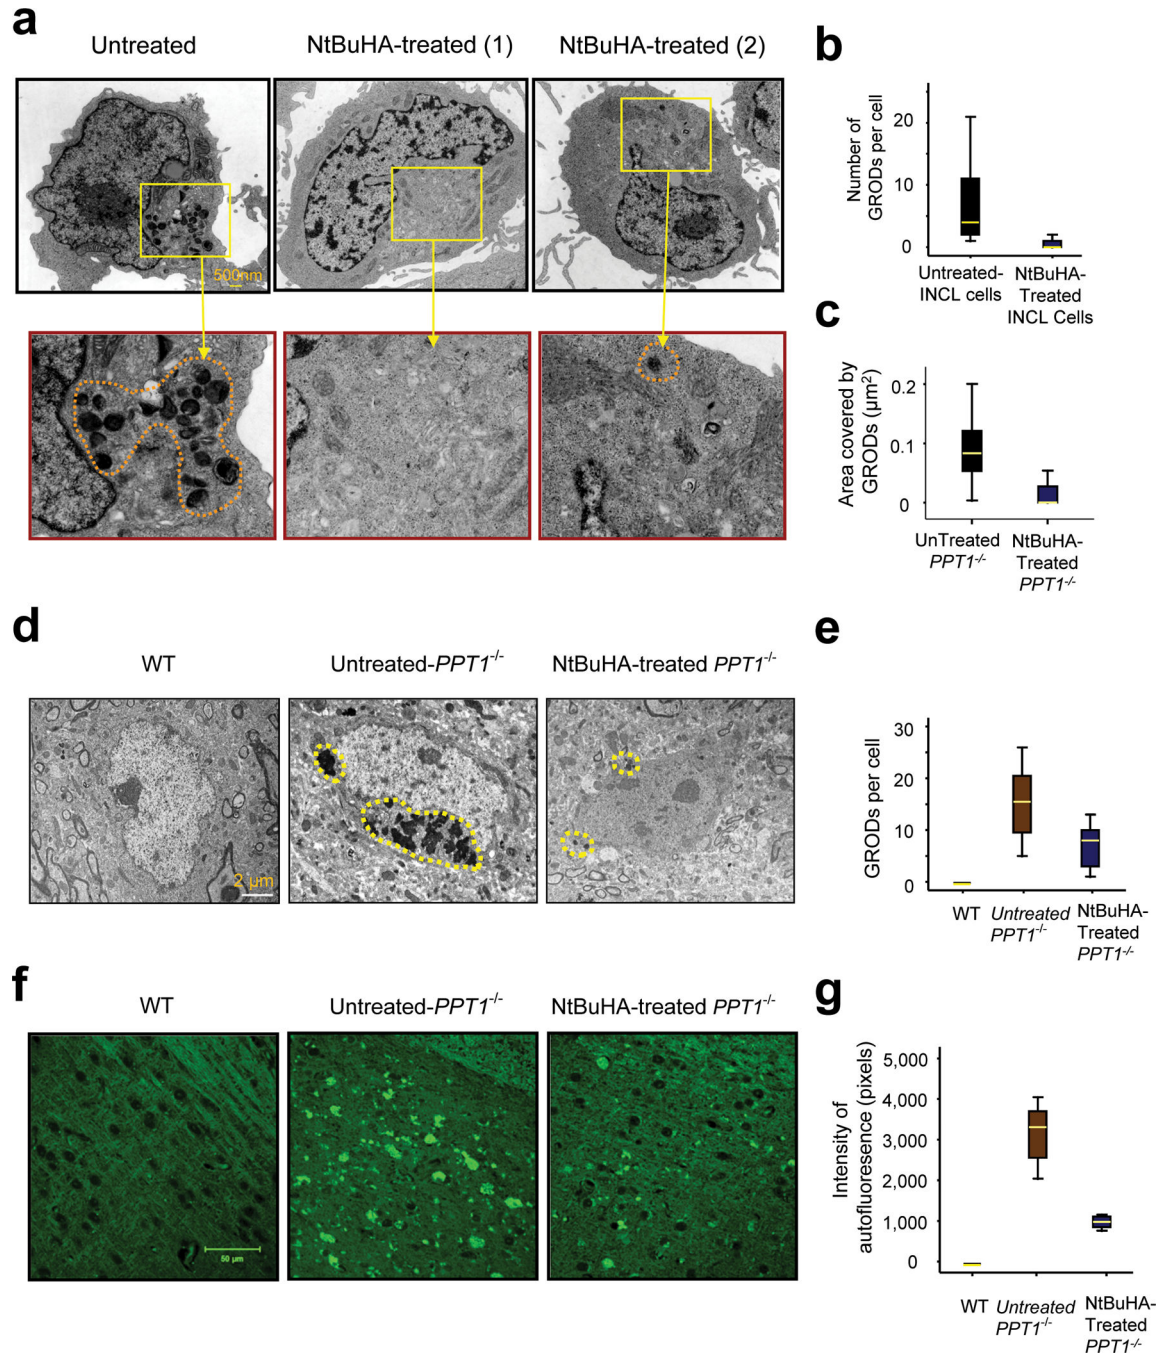 a
Untreated
NtBuHA-treated (1)
NtBuHA-treated (2)
500nm
b
Number of
GRODs per cell
20
10
0
Untreated-
INCL cells
NtBuHA-
Treated
INCL Cells
c
Area covered by
GRODs (µm²)
0.2
0.1
0
UnTreated
PPT1⁻/⁻
NtBuHA-
Treated
PPT1⁻/⁻
d
WT
Untreated-PPT1⁻/⁻
NtBuHA-treated PPT1⁻/⁻
2 µm
e
GRODs per cell
30
20
10
0
WT
Untreated
PPT1⁻/⁻
NtBuHA-
Treated
PPT1⁻/⁻
f
WT
Untreated-PPT1⁻/⁻
NtBuHA-treated PPT1⁻/⁻
50 µm
g
Intensity of
autofluoresence (pixels)
5,000
4,000
3,000
2,000
1,000
0
WT
Untreated
PPT1⁻/⁻
NtBuHA-
Treated
PPT1⁻/⁻